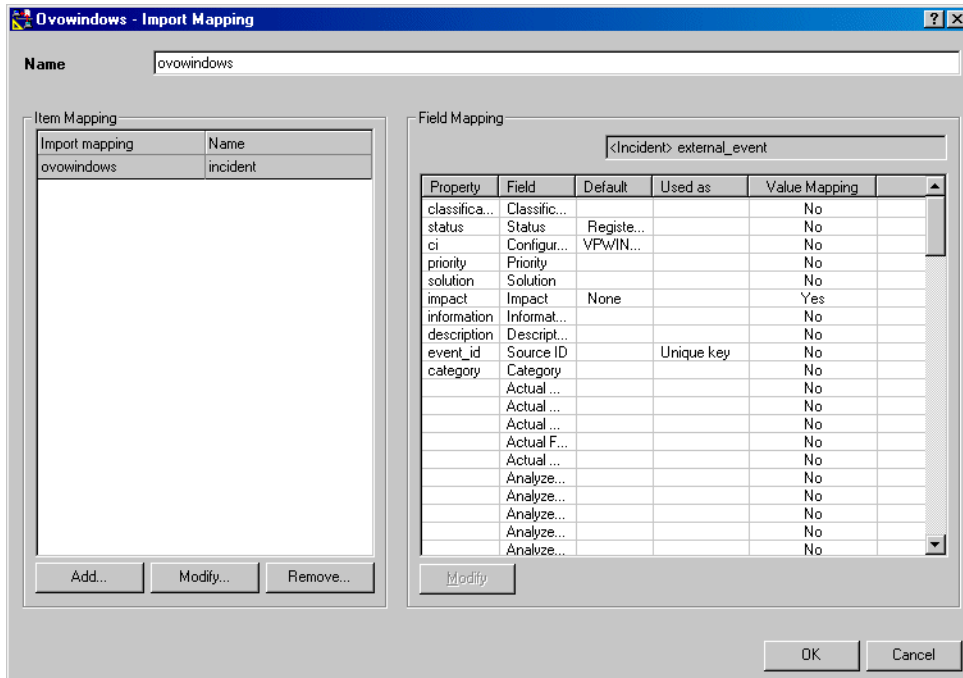 Ovowindows - Import Mapping
Name ovowindows
Item Mapping
Import mapping Name
ovowindows incident
Add... Modify... Remove...
Field Mapping
<Incident> external_event
Property Field Default Used as Value Mapping
classifica... Classific... No
status Status Registe... No
ci Configur... VPWIN... No
priority Priority No
solution Solution No
impact Impact None Yes
information Informat... No
description Descript... No
event_id Source ID Unique key No
category Category No
Actual ... No
Actual ... No
Actual ... No
Actual F... No
Actual ... No
Analyze... No
Analyze... No
Analyze... No
Analyze... No
Analyze... No
Modify
OK Cancel